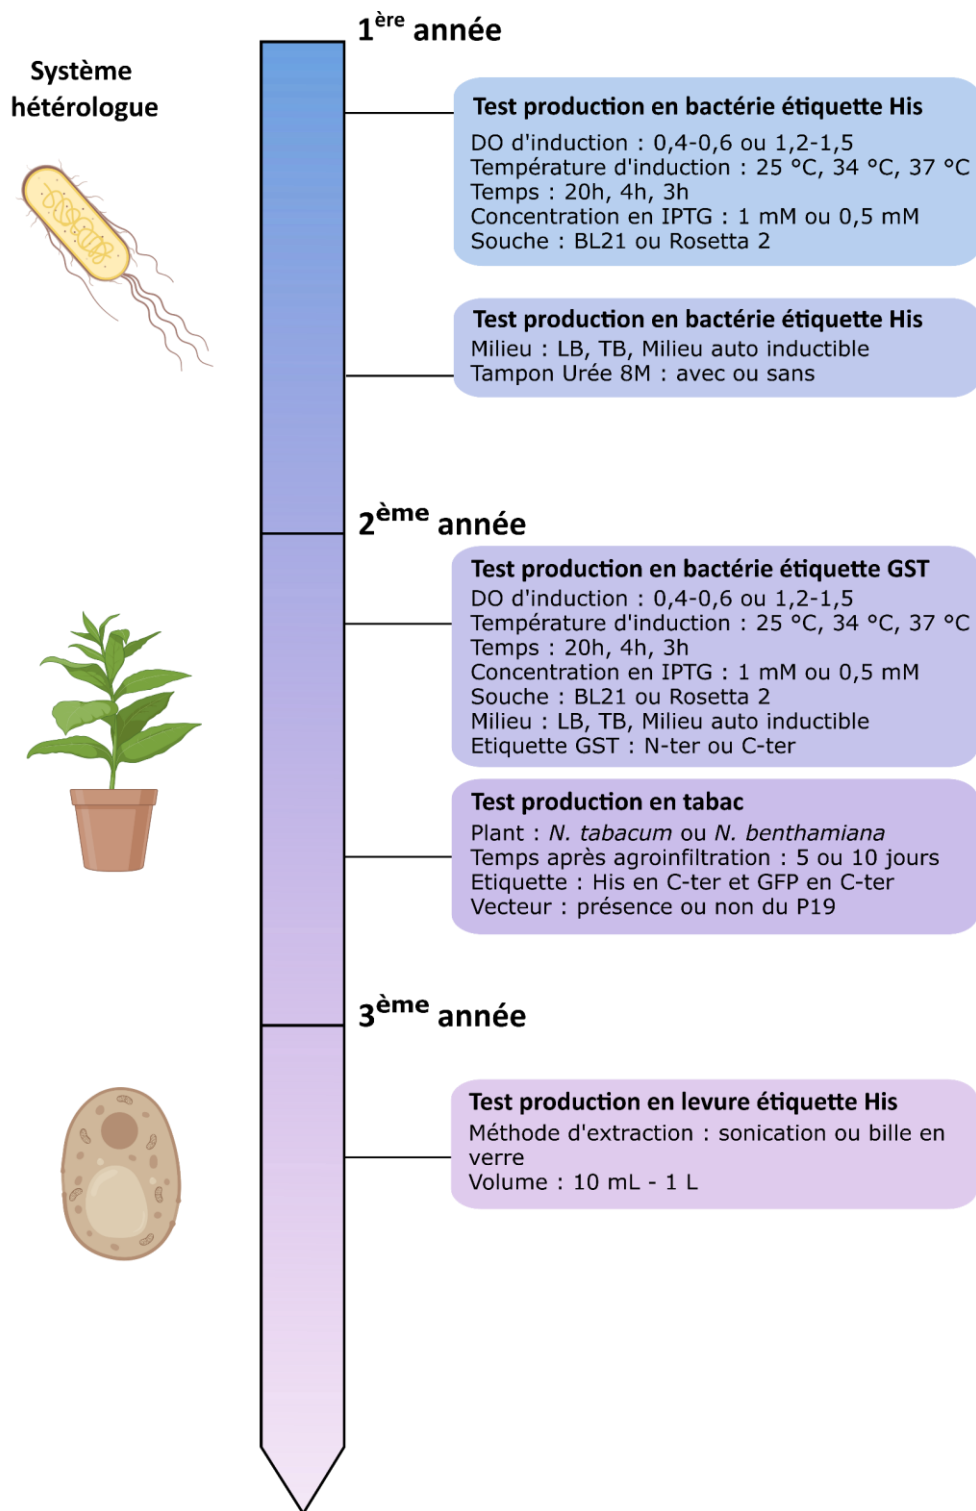 1ère année
Système
hétérologue
Test production en bactérie étiquette His
DO d'induction : 0,4-0,6 ou 1,2-1,5
Température d'induction : 25 °C, 34 °C, 37 °C
Temps : 20h, 4h, 3h
Concentration en IPTG : 1 mM ou 0,5 mM
Souche : BL21 ou Rosetta 2
Test production en bactérie étiquette His
Milieu : LB, TB, Milieu auto inductible
Tampon Urée 8M : avec ou sans
2ème année
Test production en bactérie étiquette GST
DO d'induction : 0,4-0,6 ou 1,2-1,5
Température d'induction : 25 °C, 34 °C, 37 °C
Temps : 20h, 4h, 3h
Concentration en IPTG : 1 mM ou 0,5 mM
Souche : BL21 ou Rosetta 2
Milieu : LB, TB, Milieu auto inductible
Etiquette GST : N-ter ou C-ter
Test production en tabac
Plant : N. tabacum ou N. benthamiana
Temps après agroinfiltration : 5 ou 10 jours
Etiquette : His en C-ter et GFP en C-ter
Vecteur : présence ou non du P19
3ème année
Test production en levure étiquette His
Méthode d'extraction : sonication ou bille en
verre
Volume : 10 mL - 1 L